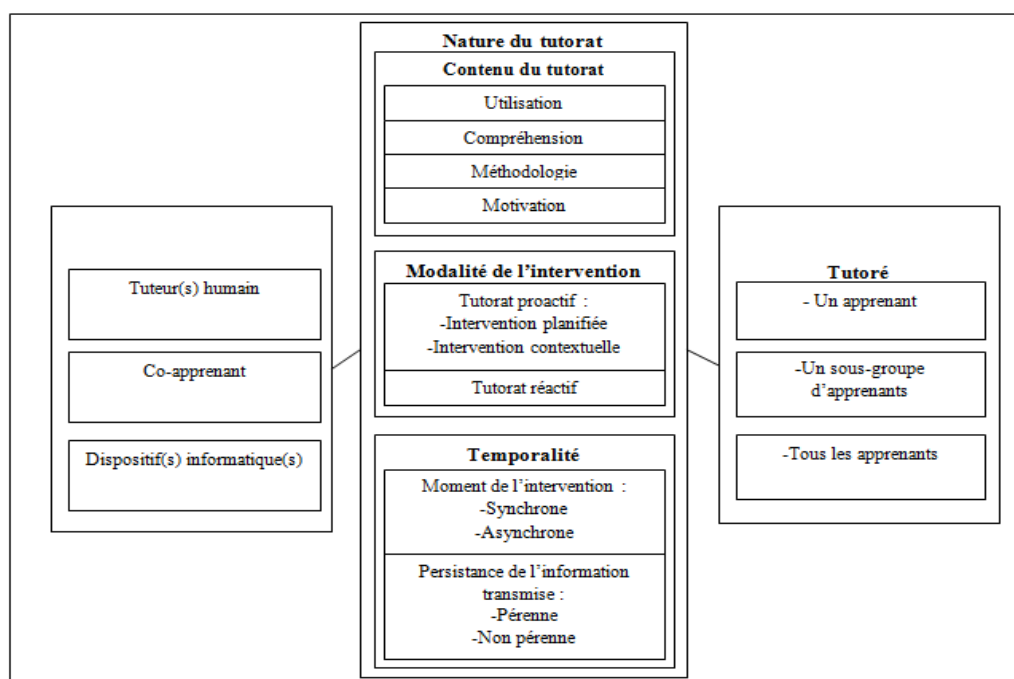 Nature du tutorat
Contenu du tutorat
Utilisation
Compréhension
Méthodologie
Motivation
Modalité de l’intervention
Tutorat proactif :
-Intervention planifiée
-Intervention contextuelle
Tutorat réactif
Temporalité
Moment de l’intervention :
-Synchrone
-Asynchrone
Persistance de l’information
transmise :
-Pérenne
-Non pérenne
Tuteur(s) humain
Co-apprenant
Dispositif(s) informatique(s)
Tutoré
- Un apprenant
-Un sous-groupe
d’apprenants
-Tous les apprenants